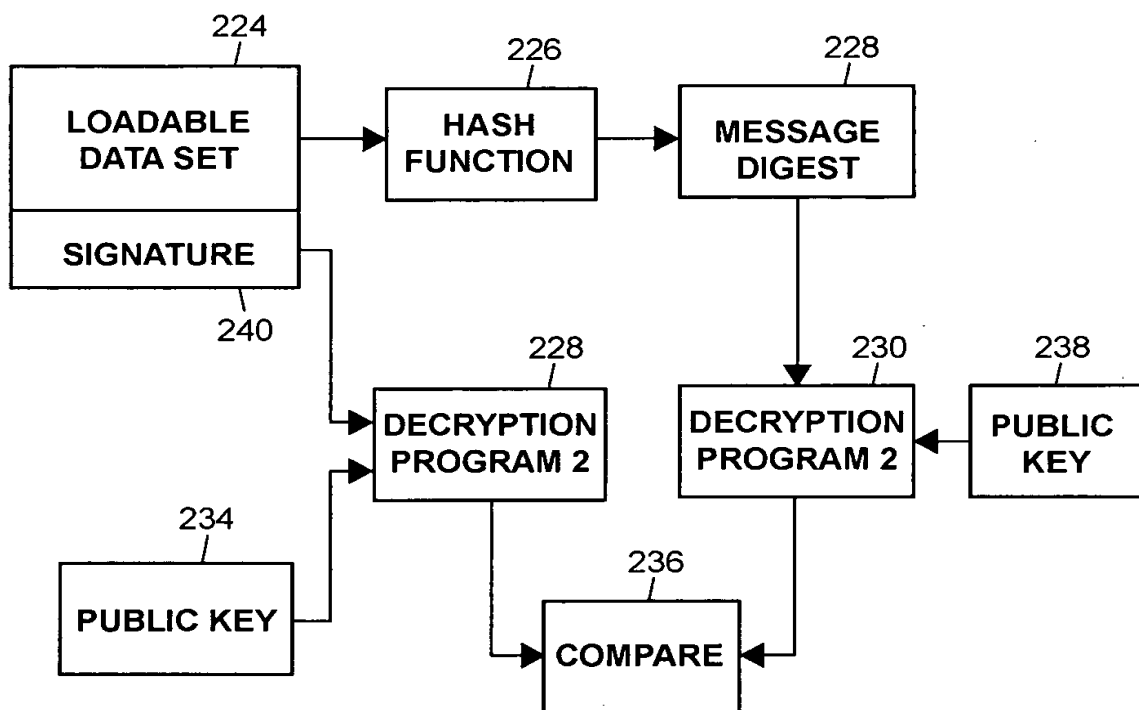 224
226
228
LOADABLE
DATA SET
HASH
FUNCTION
MESSAGE
DIGEST
SIGNATURE
240
228
230
238
DECRYPTION
PROGRAM 2
DECRYPTION
PROGRAM 2
PUBLIC
KEY
234
236
PUBLIC KEY
COMPARE